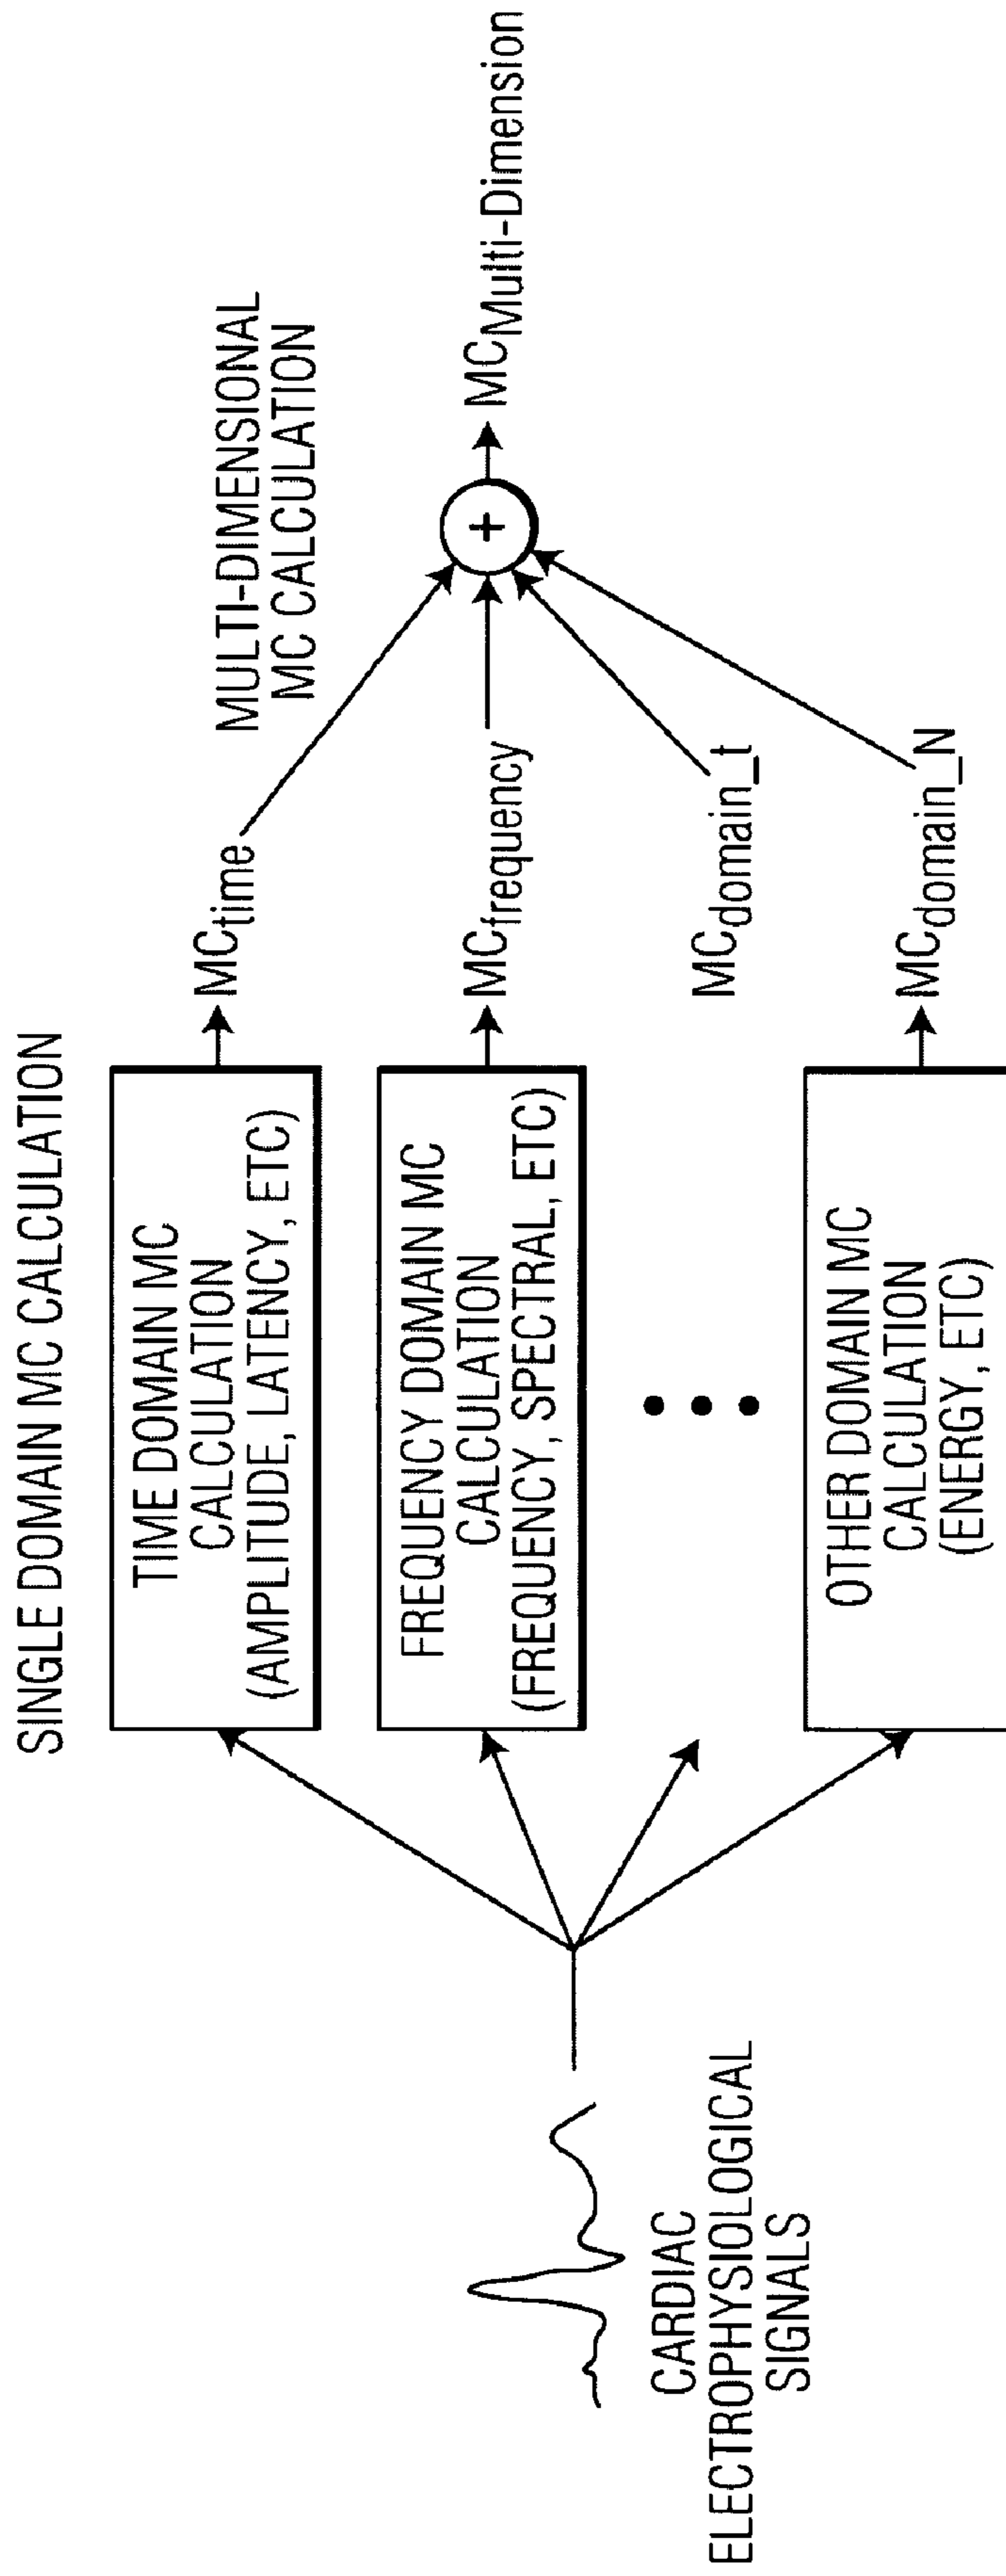 SINGLE DOMAIN MC CALCULATION
CARDIAC
ELECTROPHYSIOLOGICAL
SIGNALS
TIME DOMAIN MC
CALCULATION
(AMPLITUDE, LATENCY, ETC)
FREQUENCY DOMAIN MC
CALCULATION
(FREQUENCY, SPECTRAL, ETC)
OTHER DOMAIN MC
CALCULATION
(ENERGY, ETC)
MCtime
MCfrequency
MCdomain_t
MCdomain_N
MULTI-DIMENSIONAL
MC CALCULATION
+
MCMulti-Dimension